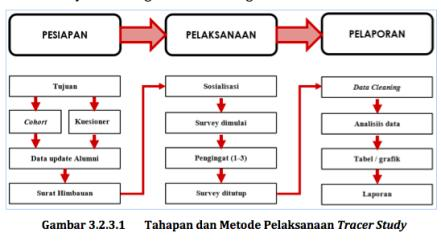 PESIAPAN
PELAKSANAAN
PELAPORAN
Tujuan
Cohort
Kuesioner
Data update Alumni
Surat Himbauan
Sosialisasi
Survey dimulai
Pengingat (1-3)
Survey ditutup
Data Cleaning
Analisiis data
Tabel / grafik
Laporan
Gambar 3.2.3.1 Tahapan dan Metode Pelaksanaan Tracer Study